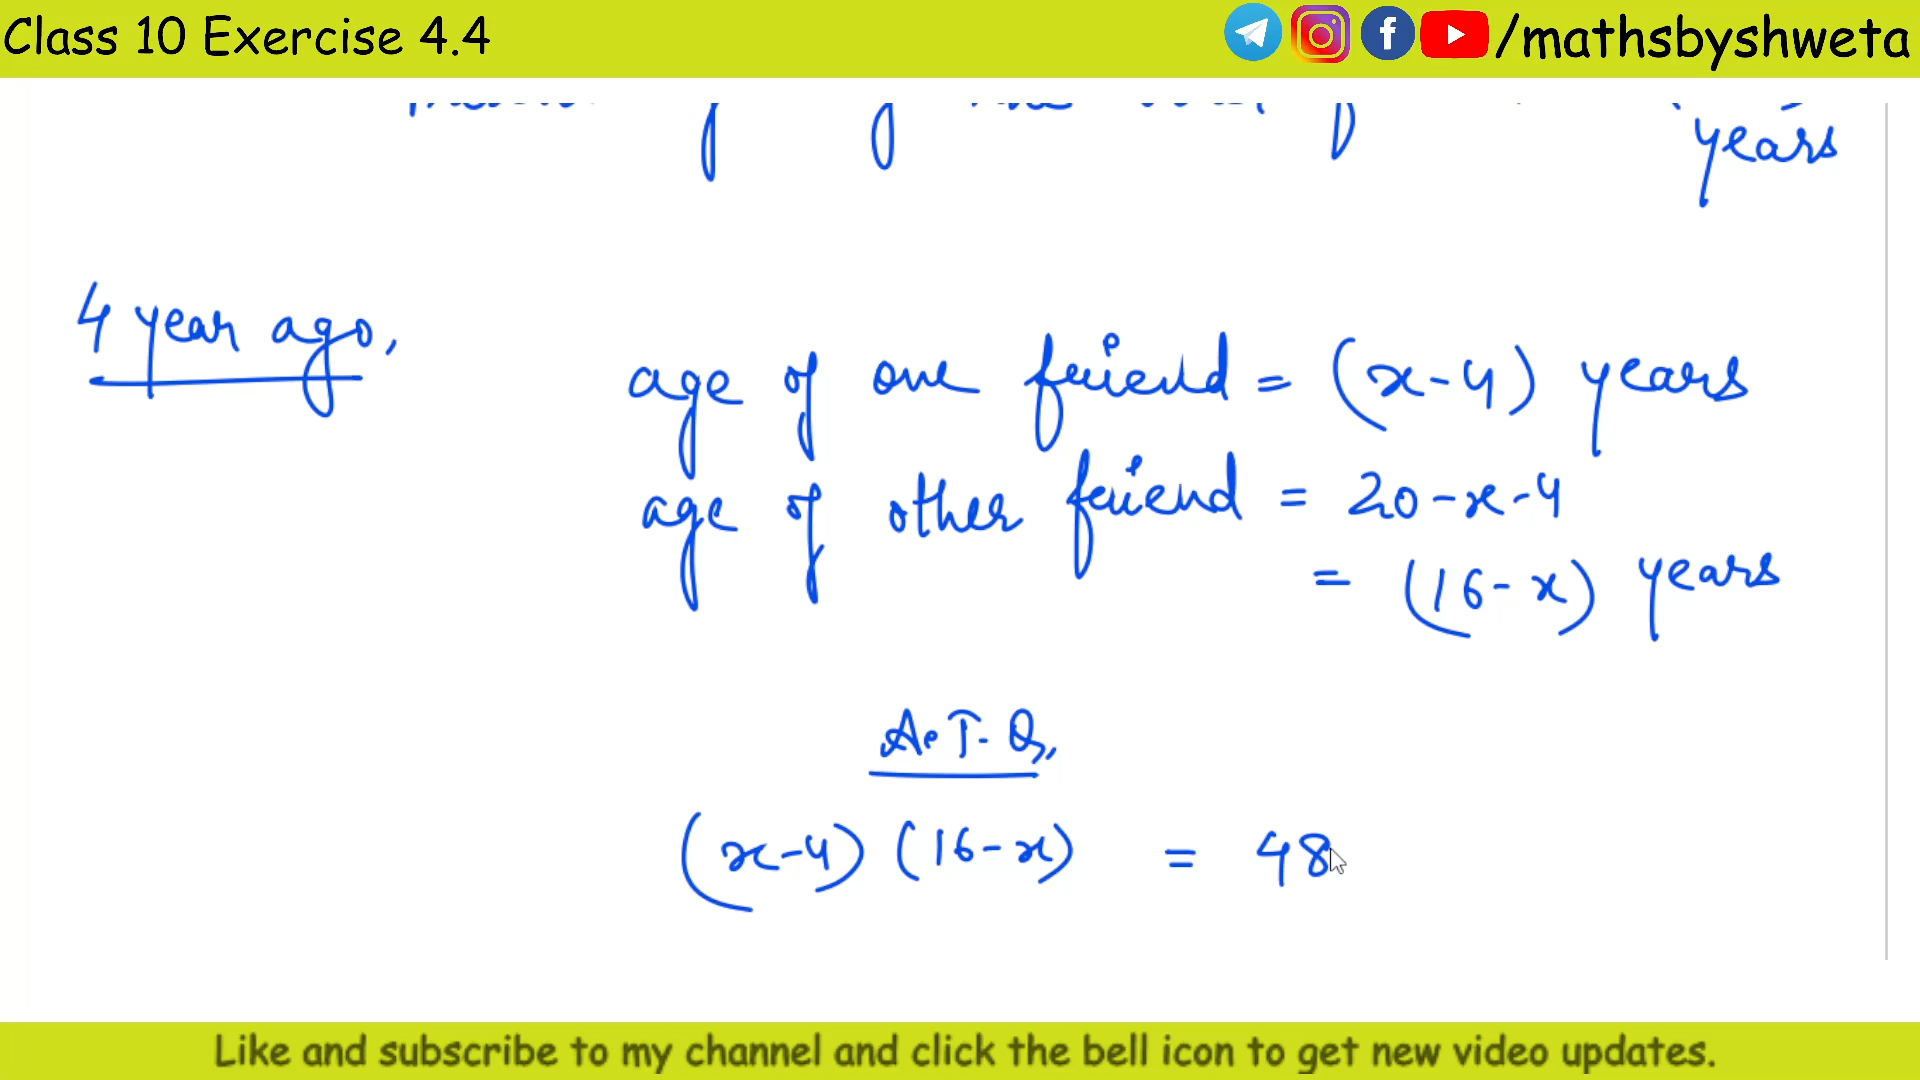 Class 10 Exercise 4.4
/mathsbyshweta
years
4 year ago,
age of one friend = (x-4) years
age of other friend = 20-x-4
= (16-x) years
A.T.Q,
(x-4) (16-x) = 48
Like and subscribe to my channel and click the bell icon to get new video updates.